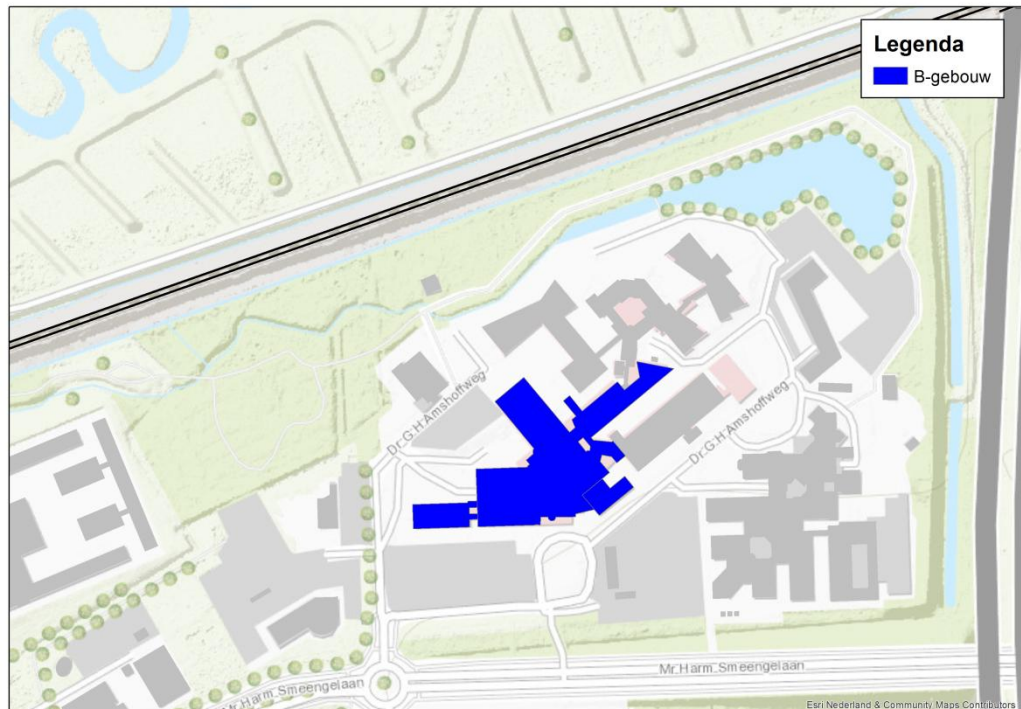 Legenda
B-gebouw
Dr G H Amshoffweg
Dr G H Amshoffweg
Mr Harm Smeengelaan
Mr Harm Smeengelaan
Esri Nederland & Community Maps Contributors